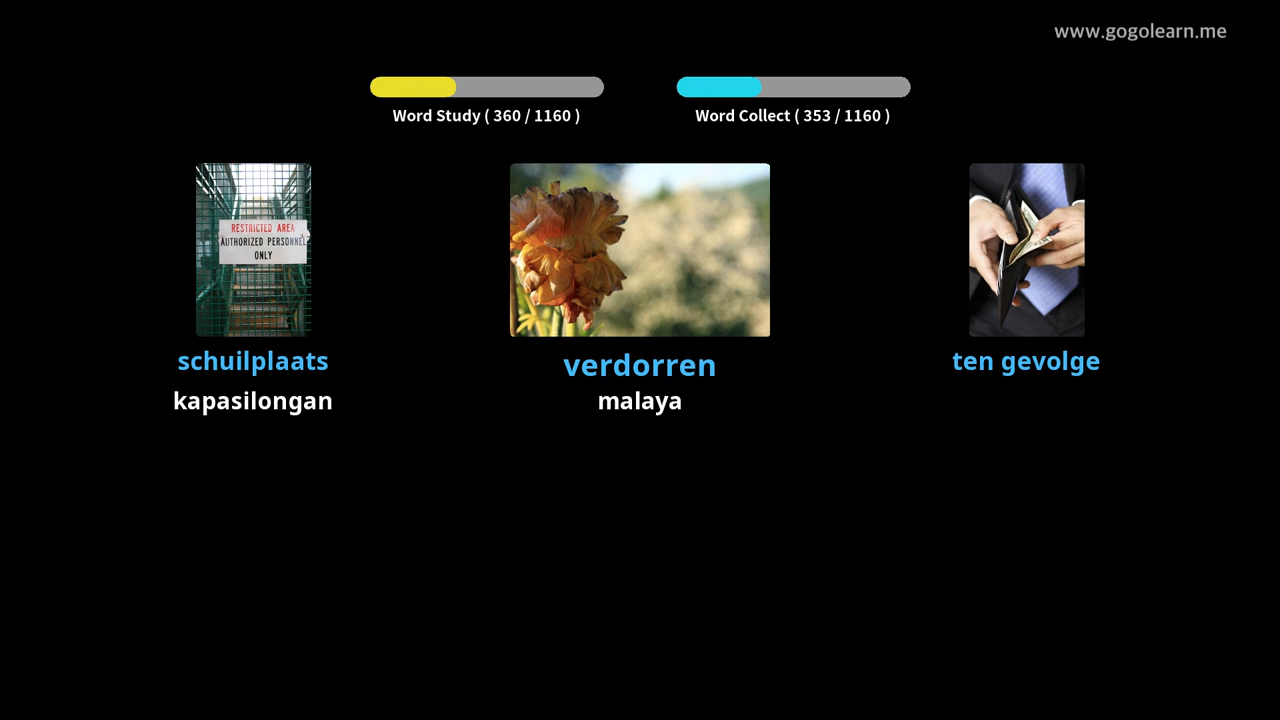 www.gogolearn.me
Word Study ( 360 / 1160 )
Word Collect ( 353 / 1160 )
RESTRICTED AREA
AUTHORIZED PERSONNEL
ONLY
schuilplaats
kapasilongan
verdorren
malaya
ten gevolge